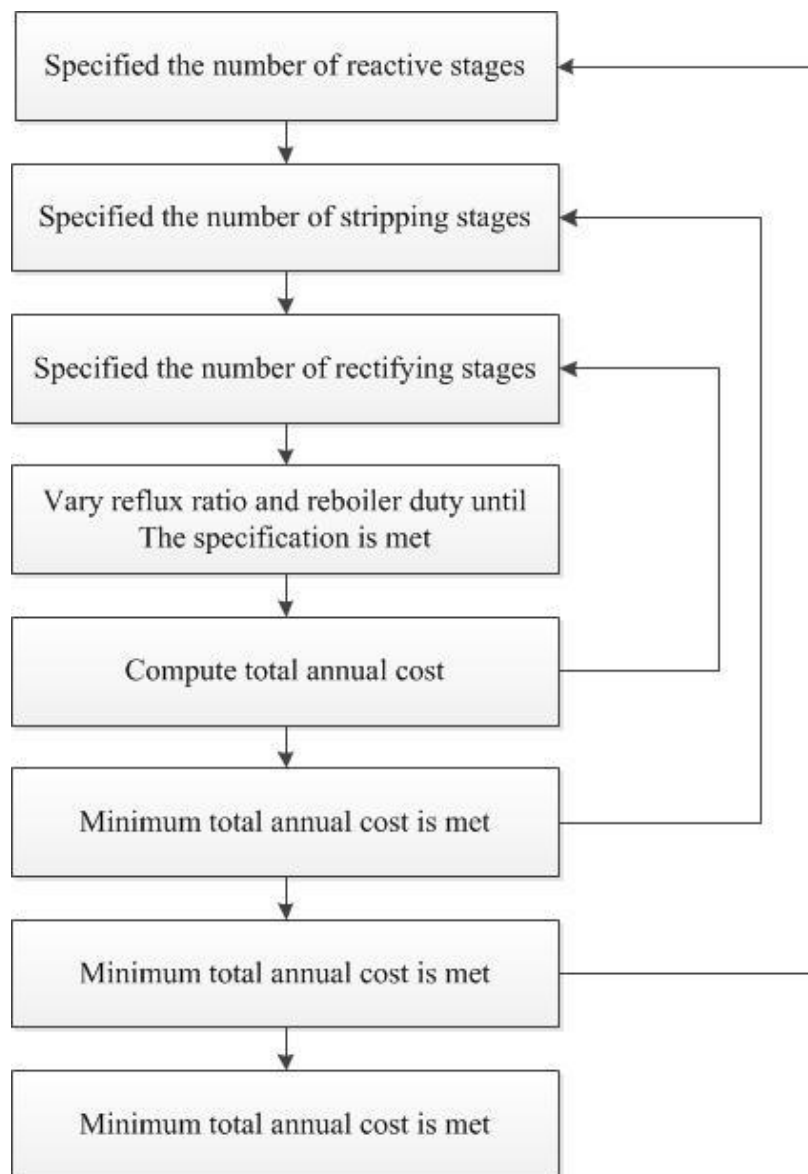 Specified the number of reactive stages
Specified the number of stripping stages
Specified the number of rectifying stages
Vary reflux ratio and reboiler duty until
The specification is met
Compute total annual cost
Minimum total annual cost is met
Minimum total annual cost is met
Minimum total annual cost is met